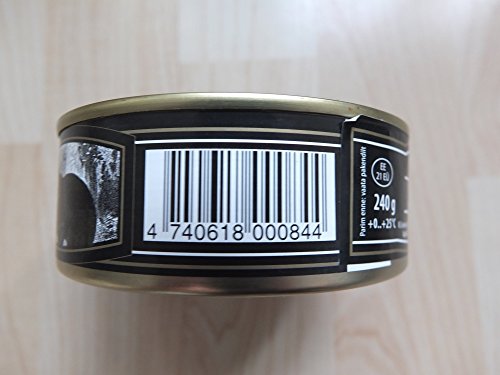 4 740618 000844
Parim enne: vaata pakendilt
EE
21 EÜ
240 g
+0..+25°C